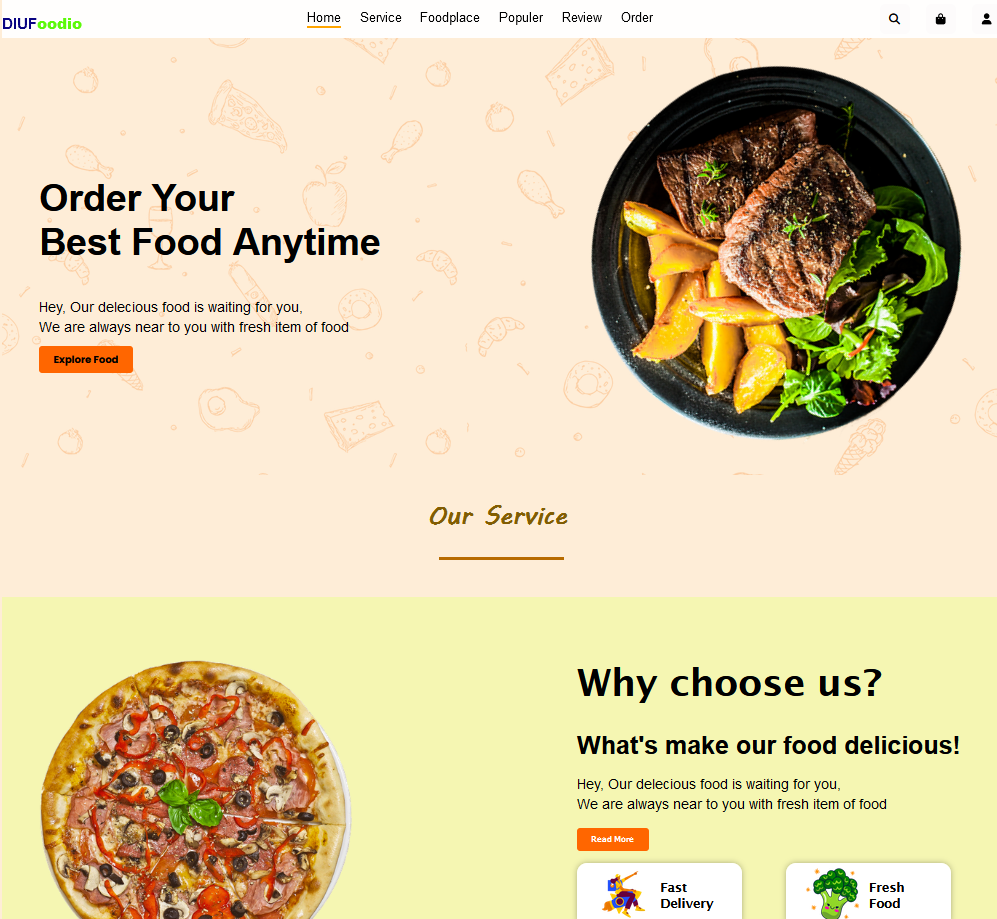 DIUFoodio
Home Service Foodplace Populer Review Order
Order Your
Best Food Anytime
Hey, Our delecious food is waiting for you,
We are always near to you with fresh item of food
Explore Food
Our Service
Why choose us?
What's make our food delicious!
Hey, Our delecious food is waiting for you,
We are always near to you with fresh item of food
Read More
Fast
Delivery
Fresh
Food